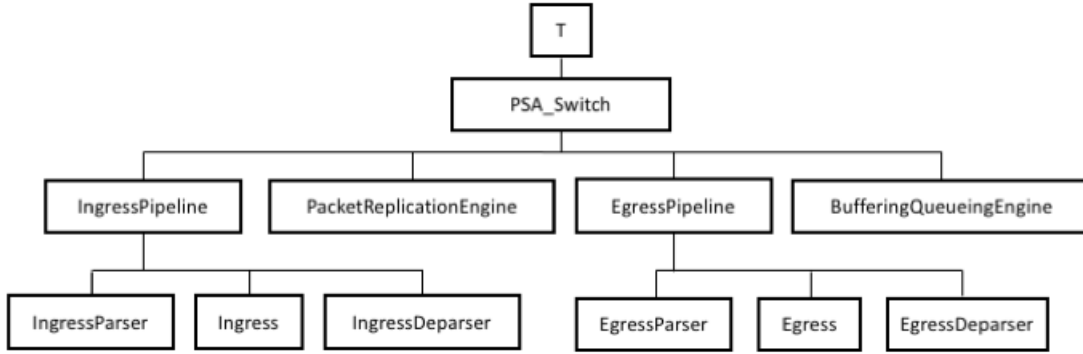 T
PSA_Switch
IngressPipeline
PacketReplicationEngine
EgressPipeline
BufferingQueueingEngine
IngressParser
Ingress
IngressDeparser
EgressParser
Egress
EgressDeparser